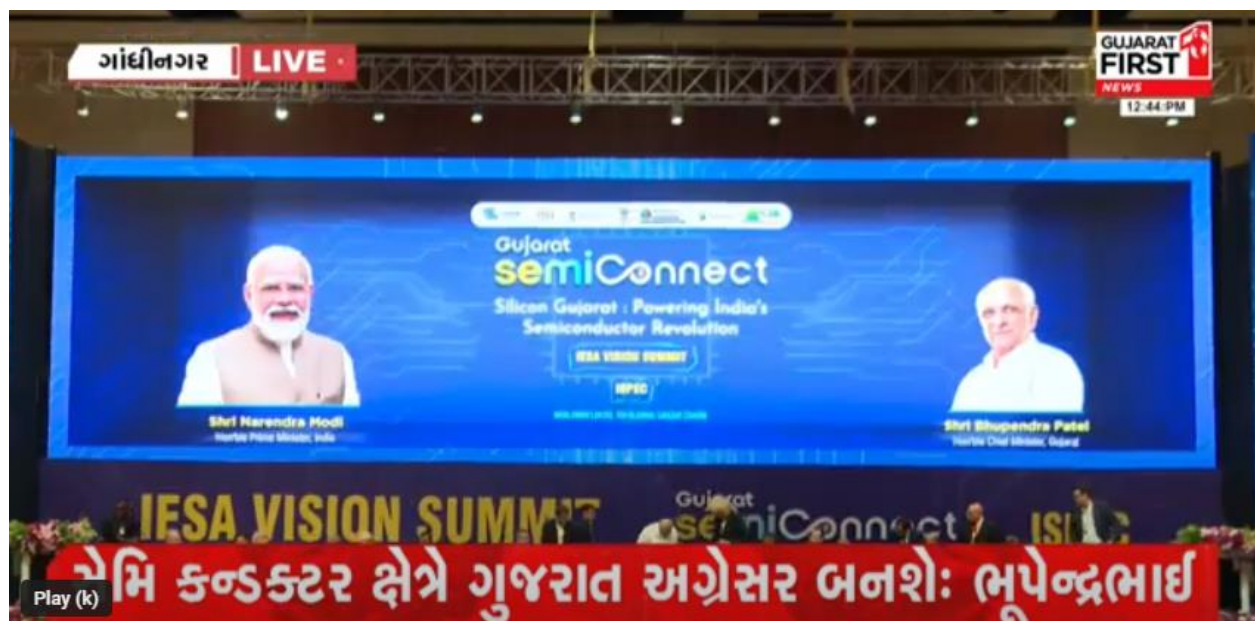 ગાંધીનગર LIVE
GUJARAT
FIRST
NEWS
12:44:PM
Gujarat
semiConnect
Silicon Gujarat : Powering India's
Semiconductor Revolution
IESA VISION SUMMIT
ISPEC
Shri Narendra Modi
Hon'ble Prime Minister, India
Shri Bhupendra Patel
Hon'ble Chief Minister, Gujarat
IESA VISION SUMMIT
Gujarat
semiConnect
સેમિ કન્ડક્ટર ક્ષેત્રે ગુજરાત અગ્રેસર બનશેઃ ભૂપેન્દ્રભાઈ
Play (k)